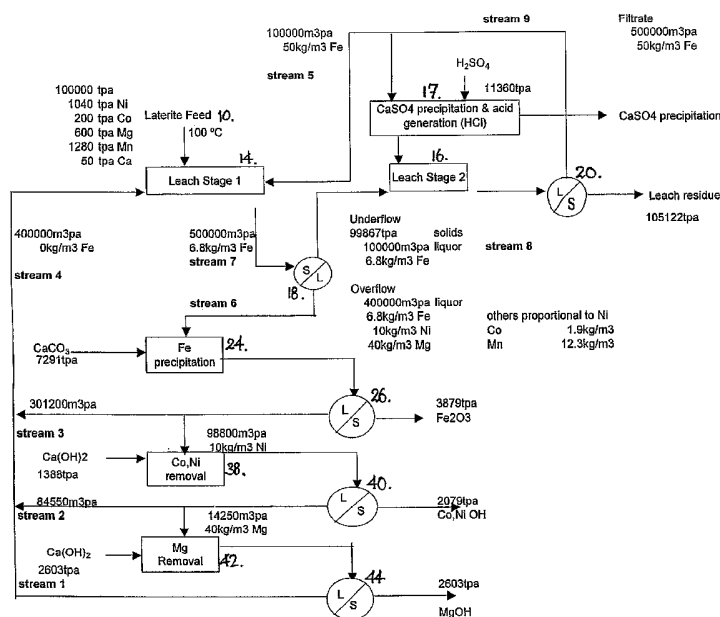 stream 9
Filtrate
500000m3pa
50kg/m3 Fe
100000m3pa
50kg/m3 Fe
stream 5
H2SO4
11360tpa
17.
CaSO4 precipitation & acid
generation (HCl)
CaSO4 precipitation
100000 tpa
1040 tpa Ni
200 tpa Co
600 tpa Mg
1280 tpa Mn
50 tpa Ca
Laterite Feed 10.
100 ºC
14.
Leach Stage 1
16.
Leach Stage 2
20.
L
S
Leach residue
105122tpa
400000m3pa
0kg/m3 Fe
stream 4
500000m3pa
6.8kg/m3 Fe
stream 7
S
L
18.
Underflow
99867tpa solids
100000m3pa liquor stream 8
6.8kg/m3 Fe
stream 6
Overflow
400000m3pa liquor
6.8kg/m3 Fe others proportional to Ni
10kg/m3 Ni Co 1.9kg/m3
40kg/m3 Mg Mn 12.3kg/m3
CaCO3
7291tpa
24.
Fe
precipitation
26.
L
S
3879tpa
Fe2O3
301200m3pa
stream 3
98800m3pa
10kg/m3 Ni
Ca(OH)2
1388tpa
Co,Ni
removal
38.
40.
L
S
2079tpa
Co,Ni OH
84550m3pa
stream 2
14250m3pa
40kg/m3 Mg
Ca(OH)2
2603tpa
Mg
Removal
42.
44
L
S
2603tpa
MgOH
stream 1